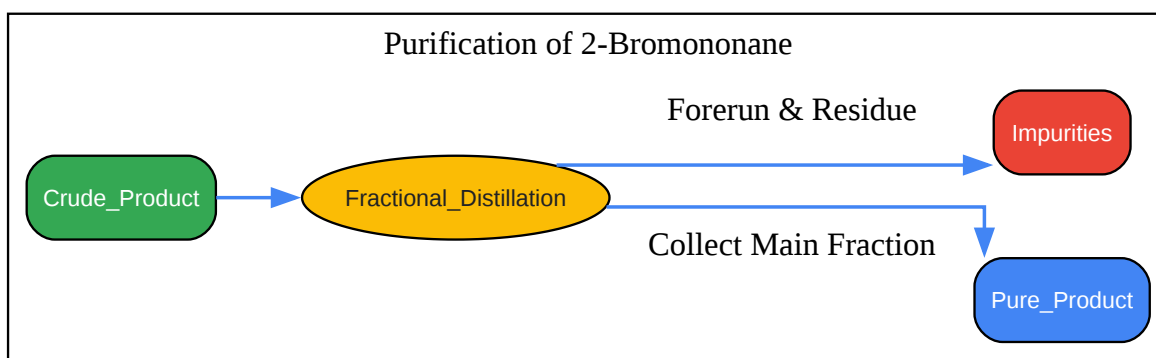 Purification of 2-Bromononane
Forerun & Residue
Impurities
Crude_Product
Fractional_Distillation
Collect Main Fraction
Pure_Product